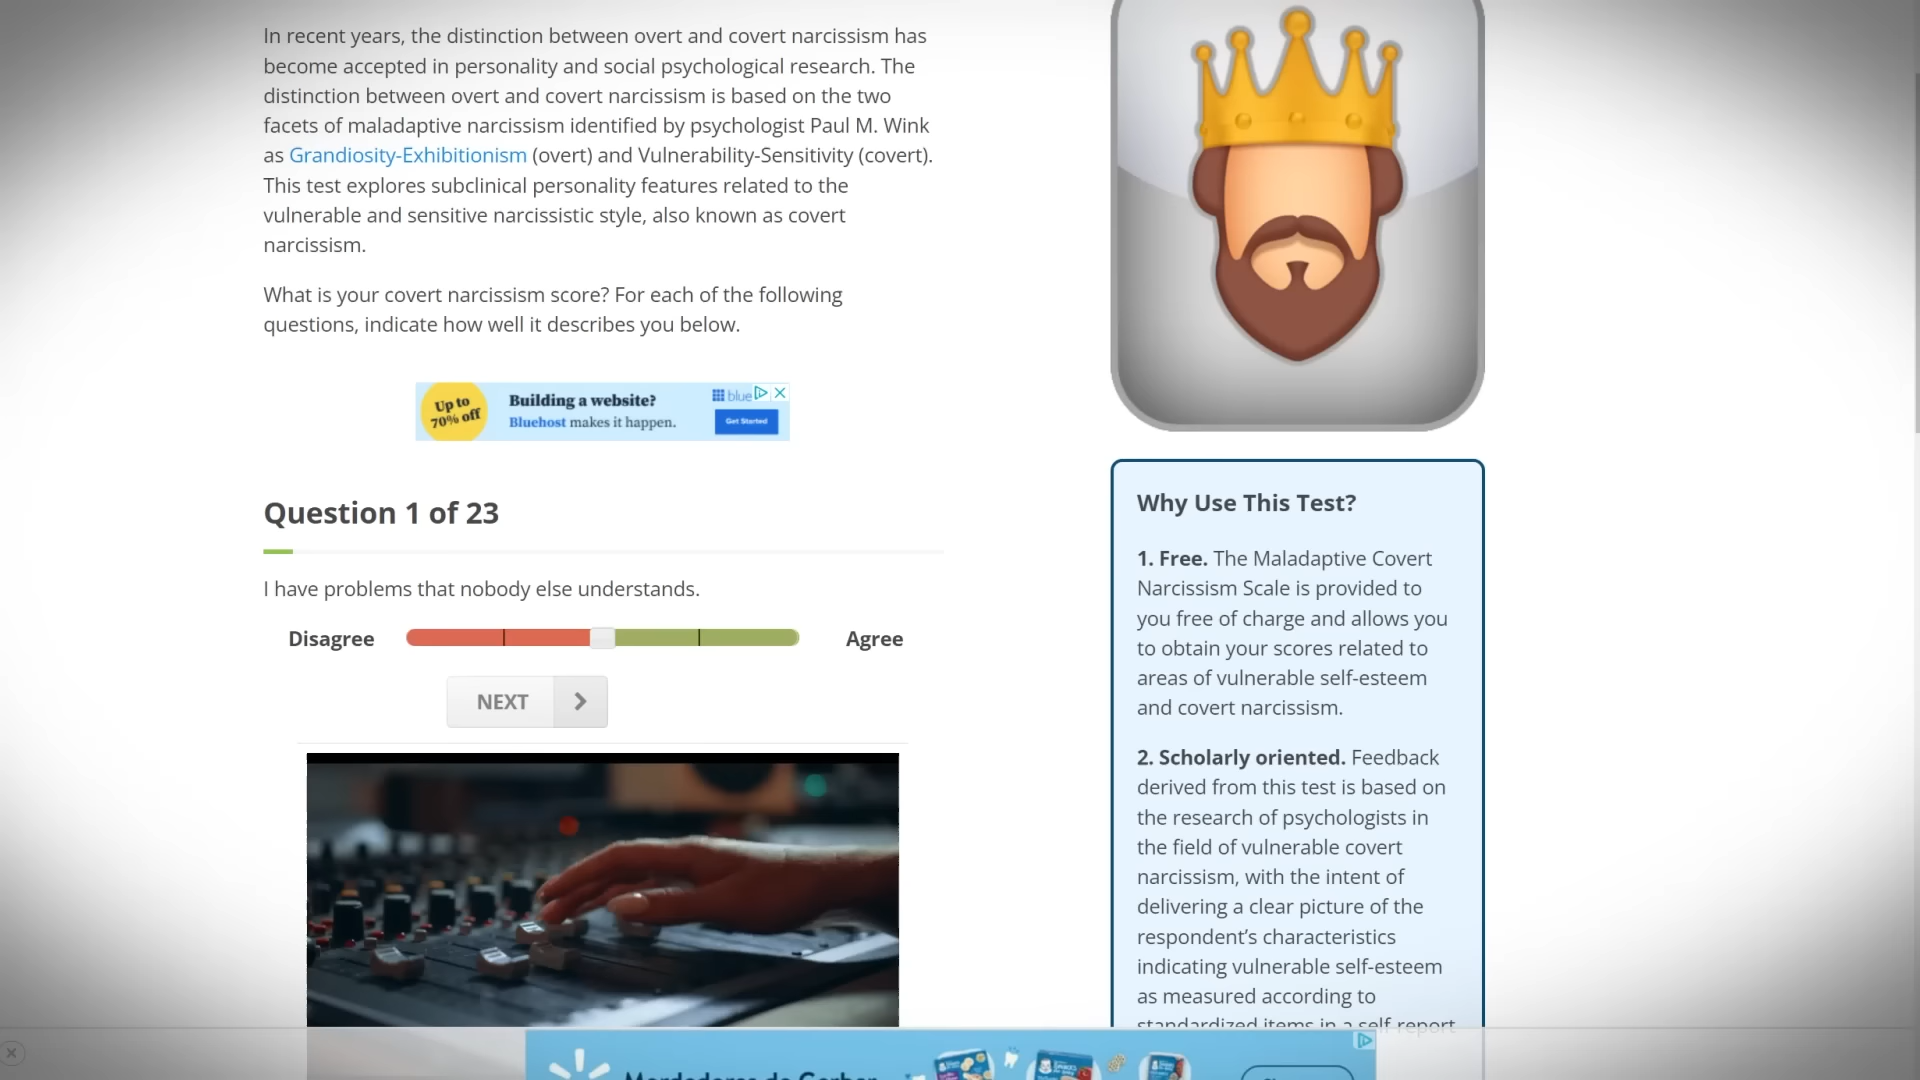 In recent years, the distinction between overt and covert narcissism has
become accepted in personality and social psychological research. The
distinction between overt and covert narcissism is based on the two
facets of maladaptive narcissism identified by psychologist Paul M. Wink
as Grandiosity-Exhibitionism (overt) and Vulnerability-Sensitivity (covert).
This test explores subclinical personality features related to the
vulnerable and sensitive narcissistic style, also known as covert
narcissism.
What is your covert narcissism score? For each of the following
questions, indicate how well it describes you below.
Up to
70% off
Building a website?
Bluehost makes it happen.
blue
Get Started
Question 1 of 23
I have problems that nobody else understands.
Disagree
Agree
NEXT
Why Use This Test?
1. Free. The Maladaptive Covert
Narcissism Scale is provided to
you free of charge and allows you
to obtain your scores related to
areas of vulnerable self-esteem
and covert narcissism.
2. Scholarly oriented. Feedback
derived from this test is based on
the research of psychologists in
the field of vulnerable covert
narcissism, with the intent of
delivering a clear picture of the
respondent's characteristics
indicating vulnerable self-esteem
as measured according to
standardized items in a self-report
Mordedores de Gerber